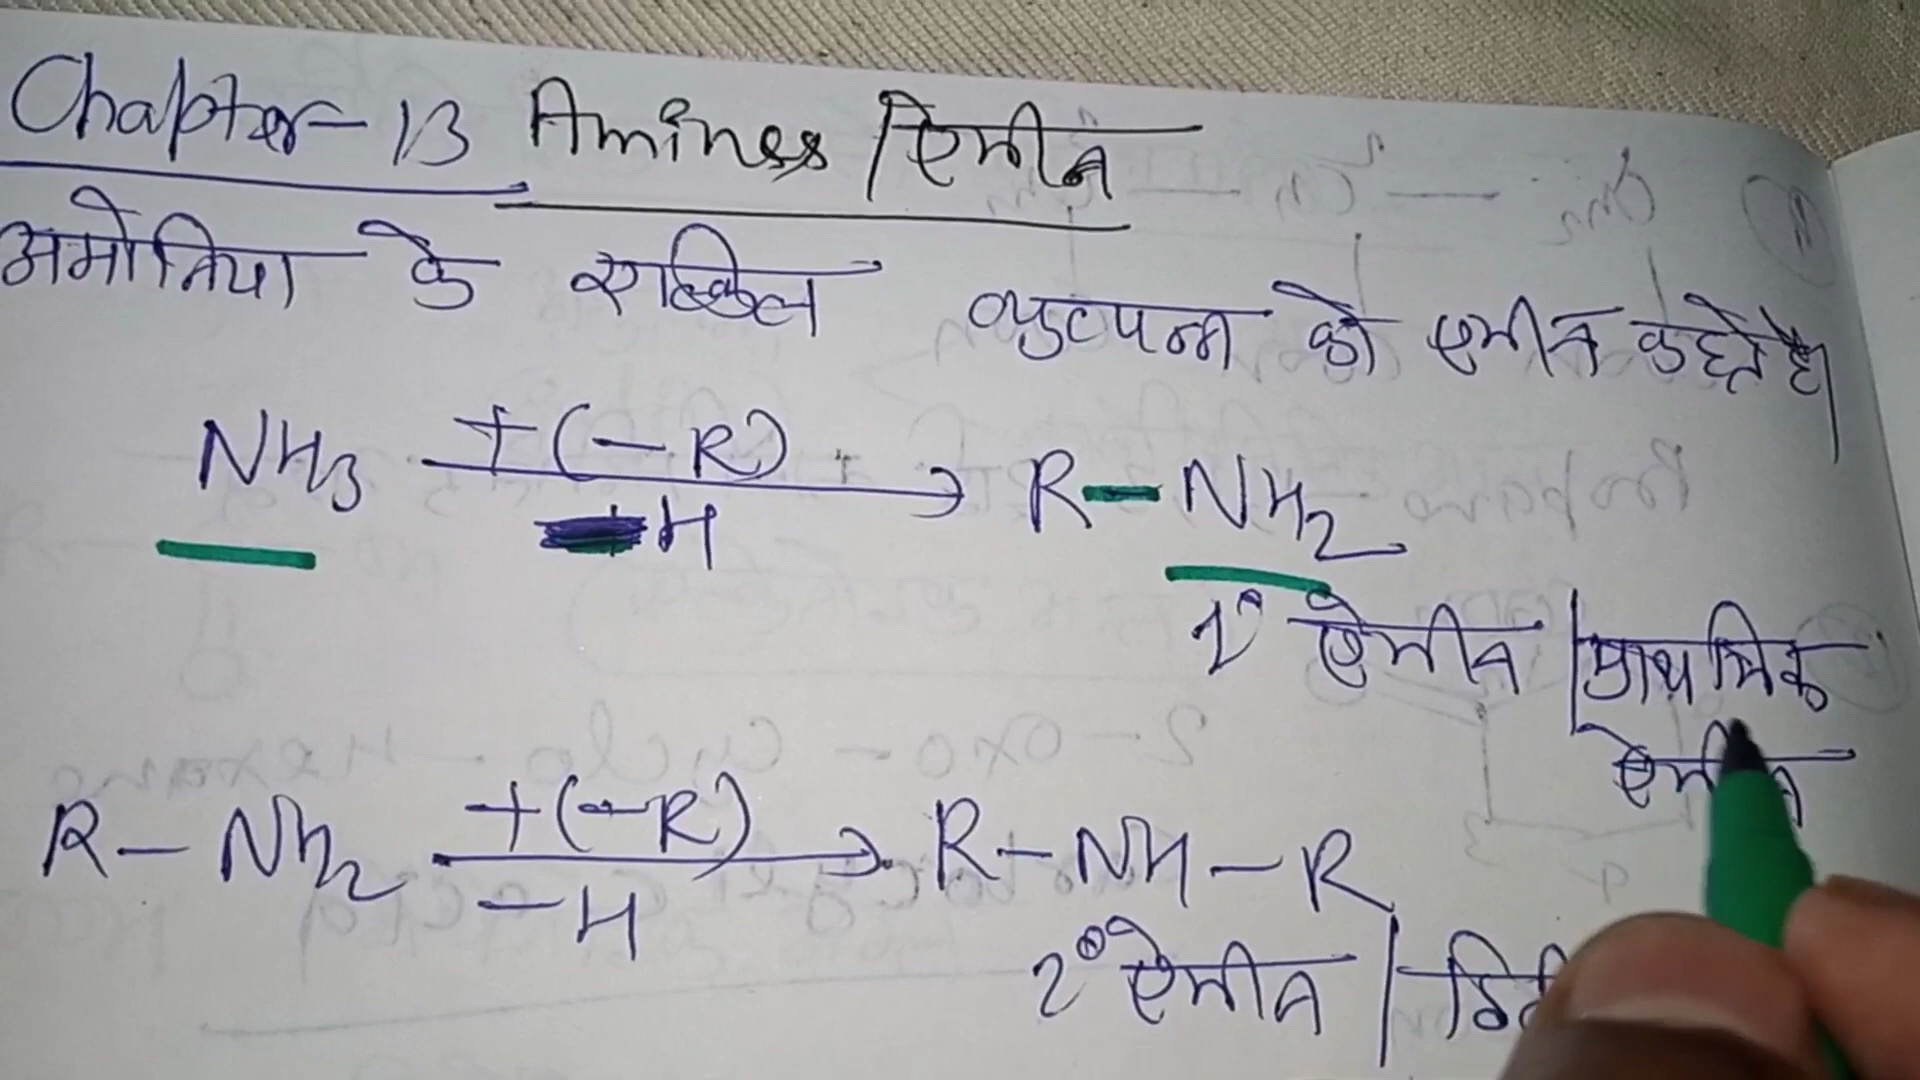 Chapter-13 Amines / ऐमीन
अमोनिया के एल्किल व्युत्पन्न को एमीन कहते है।
NH3 +(-R) → R-NH2
-H
1° ऐमीन / प्राथमिक
ऐमीन
R-NH2 +(-R) → R-NH-R
-H
2° ऐमीन /